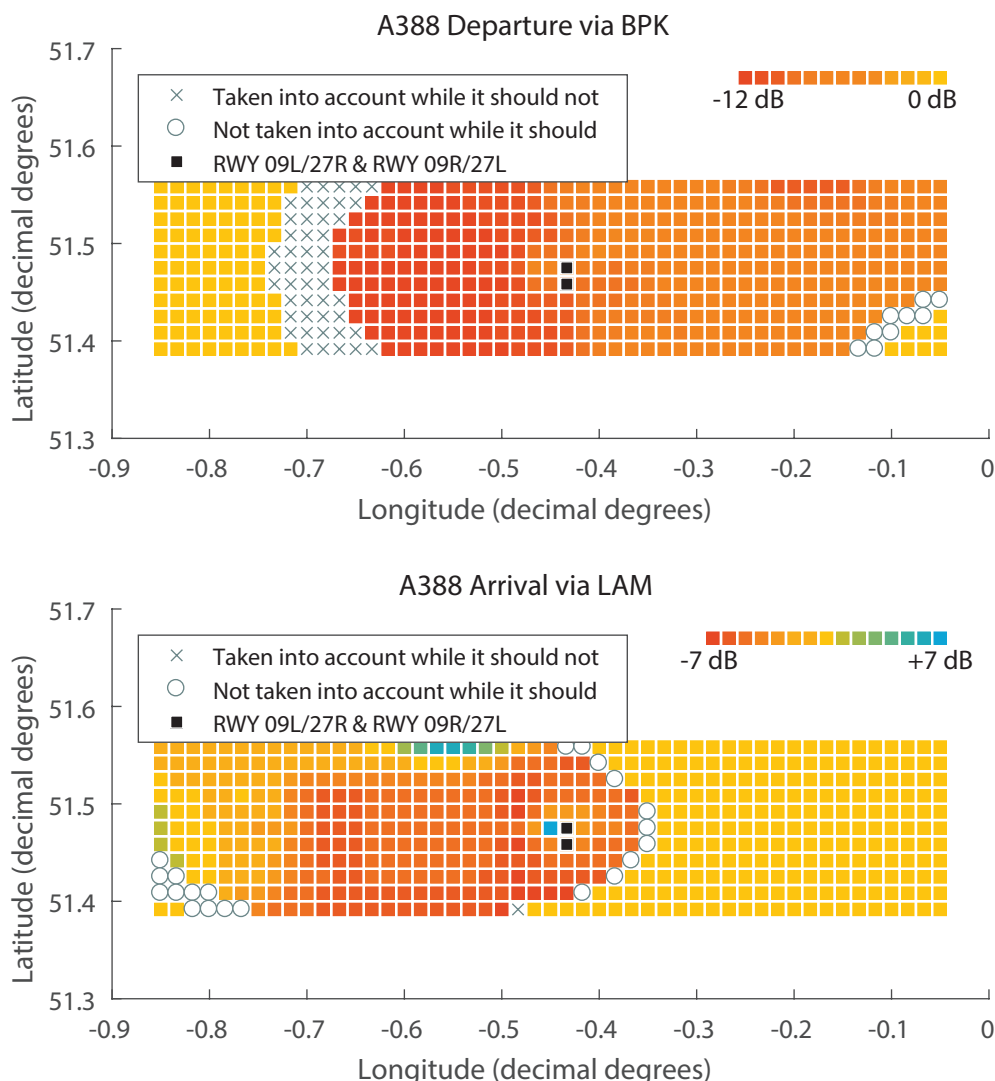 A388 Departure via BPK
51.7
51.6
51.5
51.4
51.3
Latitude (decimal degrees)
Taken into account while it should not
Not taken into account while it should
RWY 09L/27R & RWY 09R/27L
-12 dB 0 dB
-0.9 -0.8 -0.7 -0.6 -0.5 -0.4 -0.3 -0.2 -0.1 0
Longitude (decimal degrees)
A388 Arrival via LAM
51.7
51.6
51.5
51.4
51.3
Latitude (decimal degrees)
Taken into account while it should not
Not taken into account while it should
RWY 09L/27R & RWY 09R/27L
-7 dB +7 dB
-0.9 -0.8 -0.7 -0.6 -0.5 -0.4 -0.3 -0.2 -0.1 0
Longitude (decimal degrees)